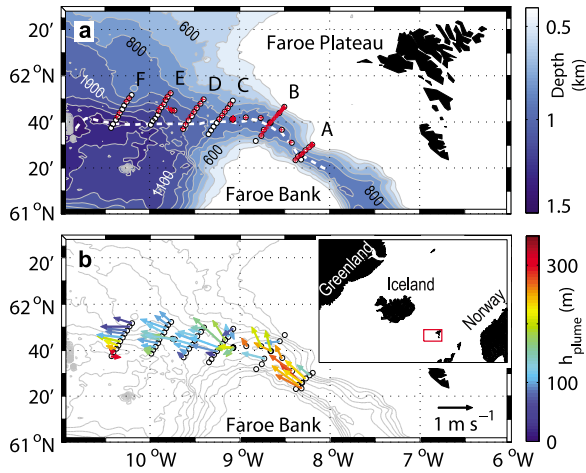 a
20'
62°N
40'
20'
61°N
Faroe Plateau
Faroe Bank
800
600
1000
1100
600
800
F
E
D
C
B
A
0.5
1
1.5
Depth
(km)
b
20'
62°N
40'
20'
61°N
10°W
9°W
8°W
7°W
6°W
Faroe Bank
1 m s⁻¹
Greenland
Iceland
Norway
300
100
0
h plume (m)